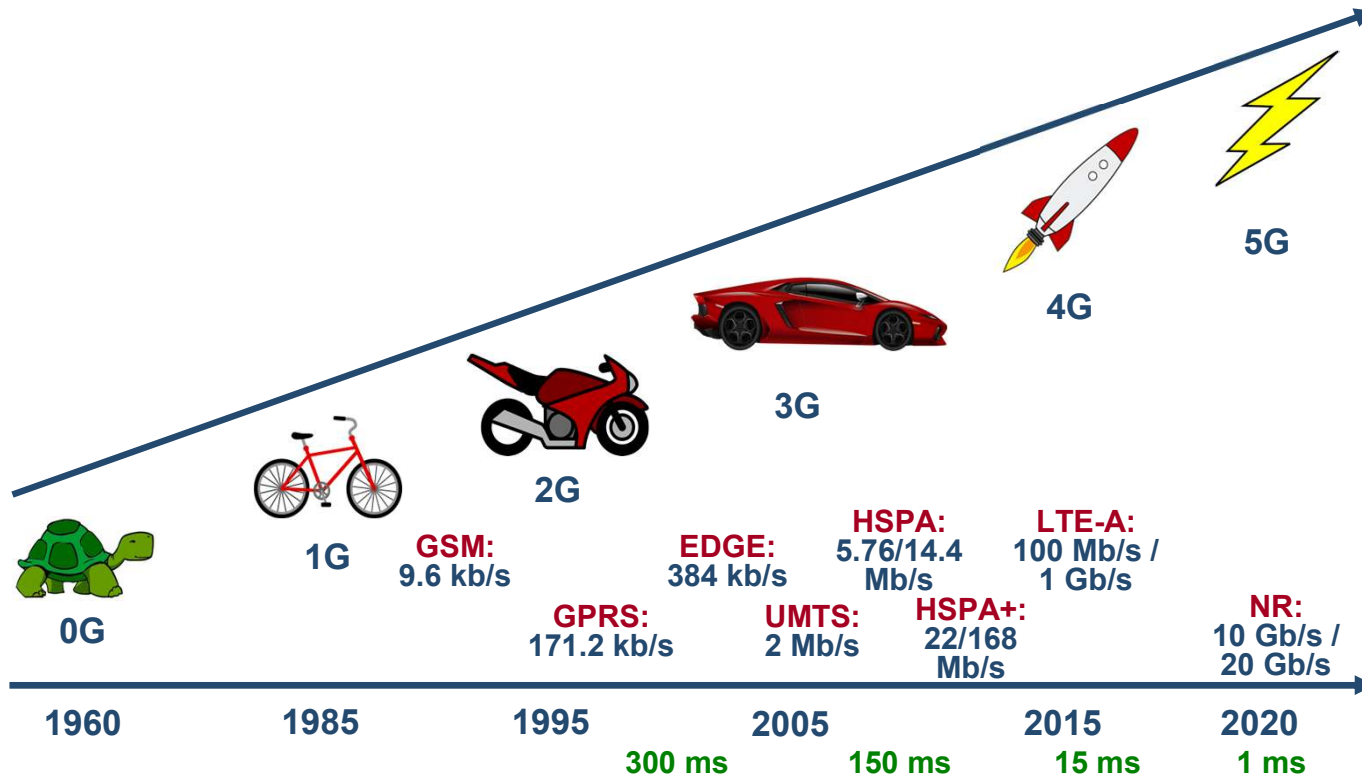 5G
4G
3G
2G
1G
0G
GSM:
9.6 kb/s
GPRS:
171.2 kb/s
EDGE:
384 kb/s
UMTS:
2 Mb/s
HSPA:
5.76/14.4
Mb/s
HSPA+:
22/168
Mb/s
LTE-A:
100 Mb/s /
1 Gb/s
NR:
10 Gb/s /
20 Gb/s
1960
1985
1995
2005
2015
2020
300 ms
150 ms
15 ms
1 ms